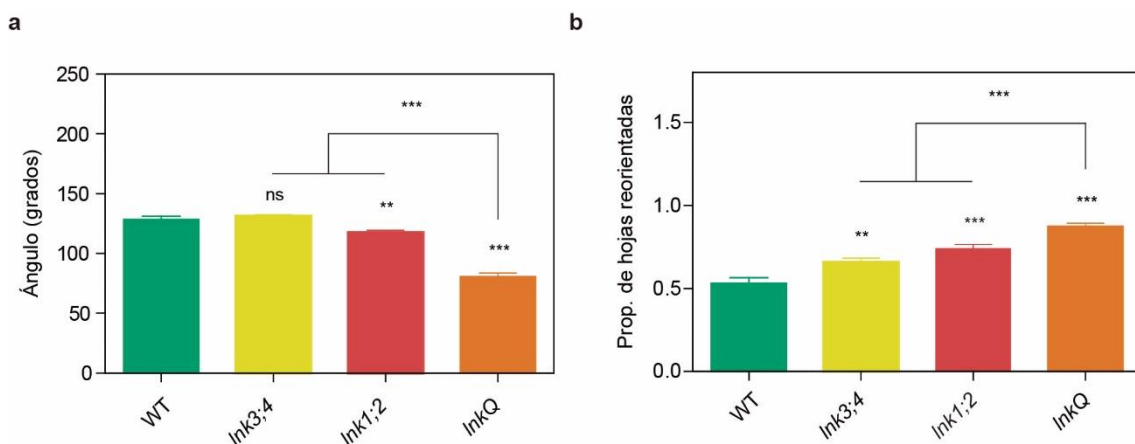 a
250
200
150
100
50
0
Ángulo (grados)
***
ns
**
***
WT
lnk3;4
lnk1;2
lnkQ
b
1.5
1.0
0.5
0.0
Prop. de hojas reorientadas
***
**
***
***
WT
lnk3;4
lnk1;2
lnkQ